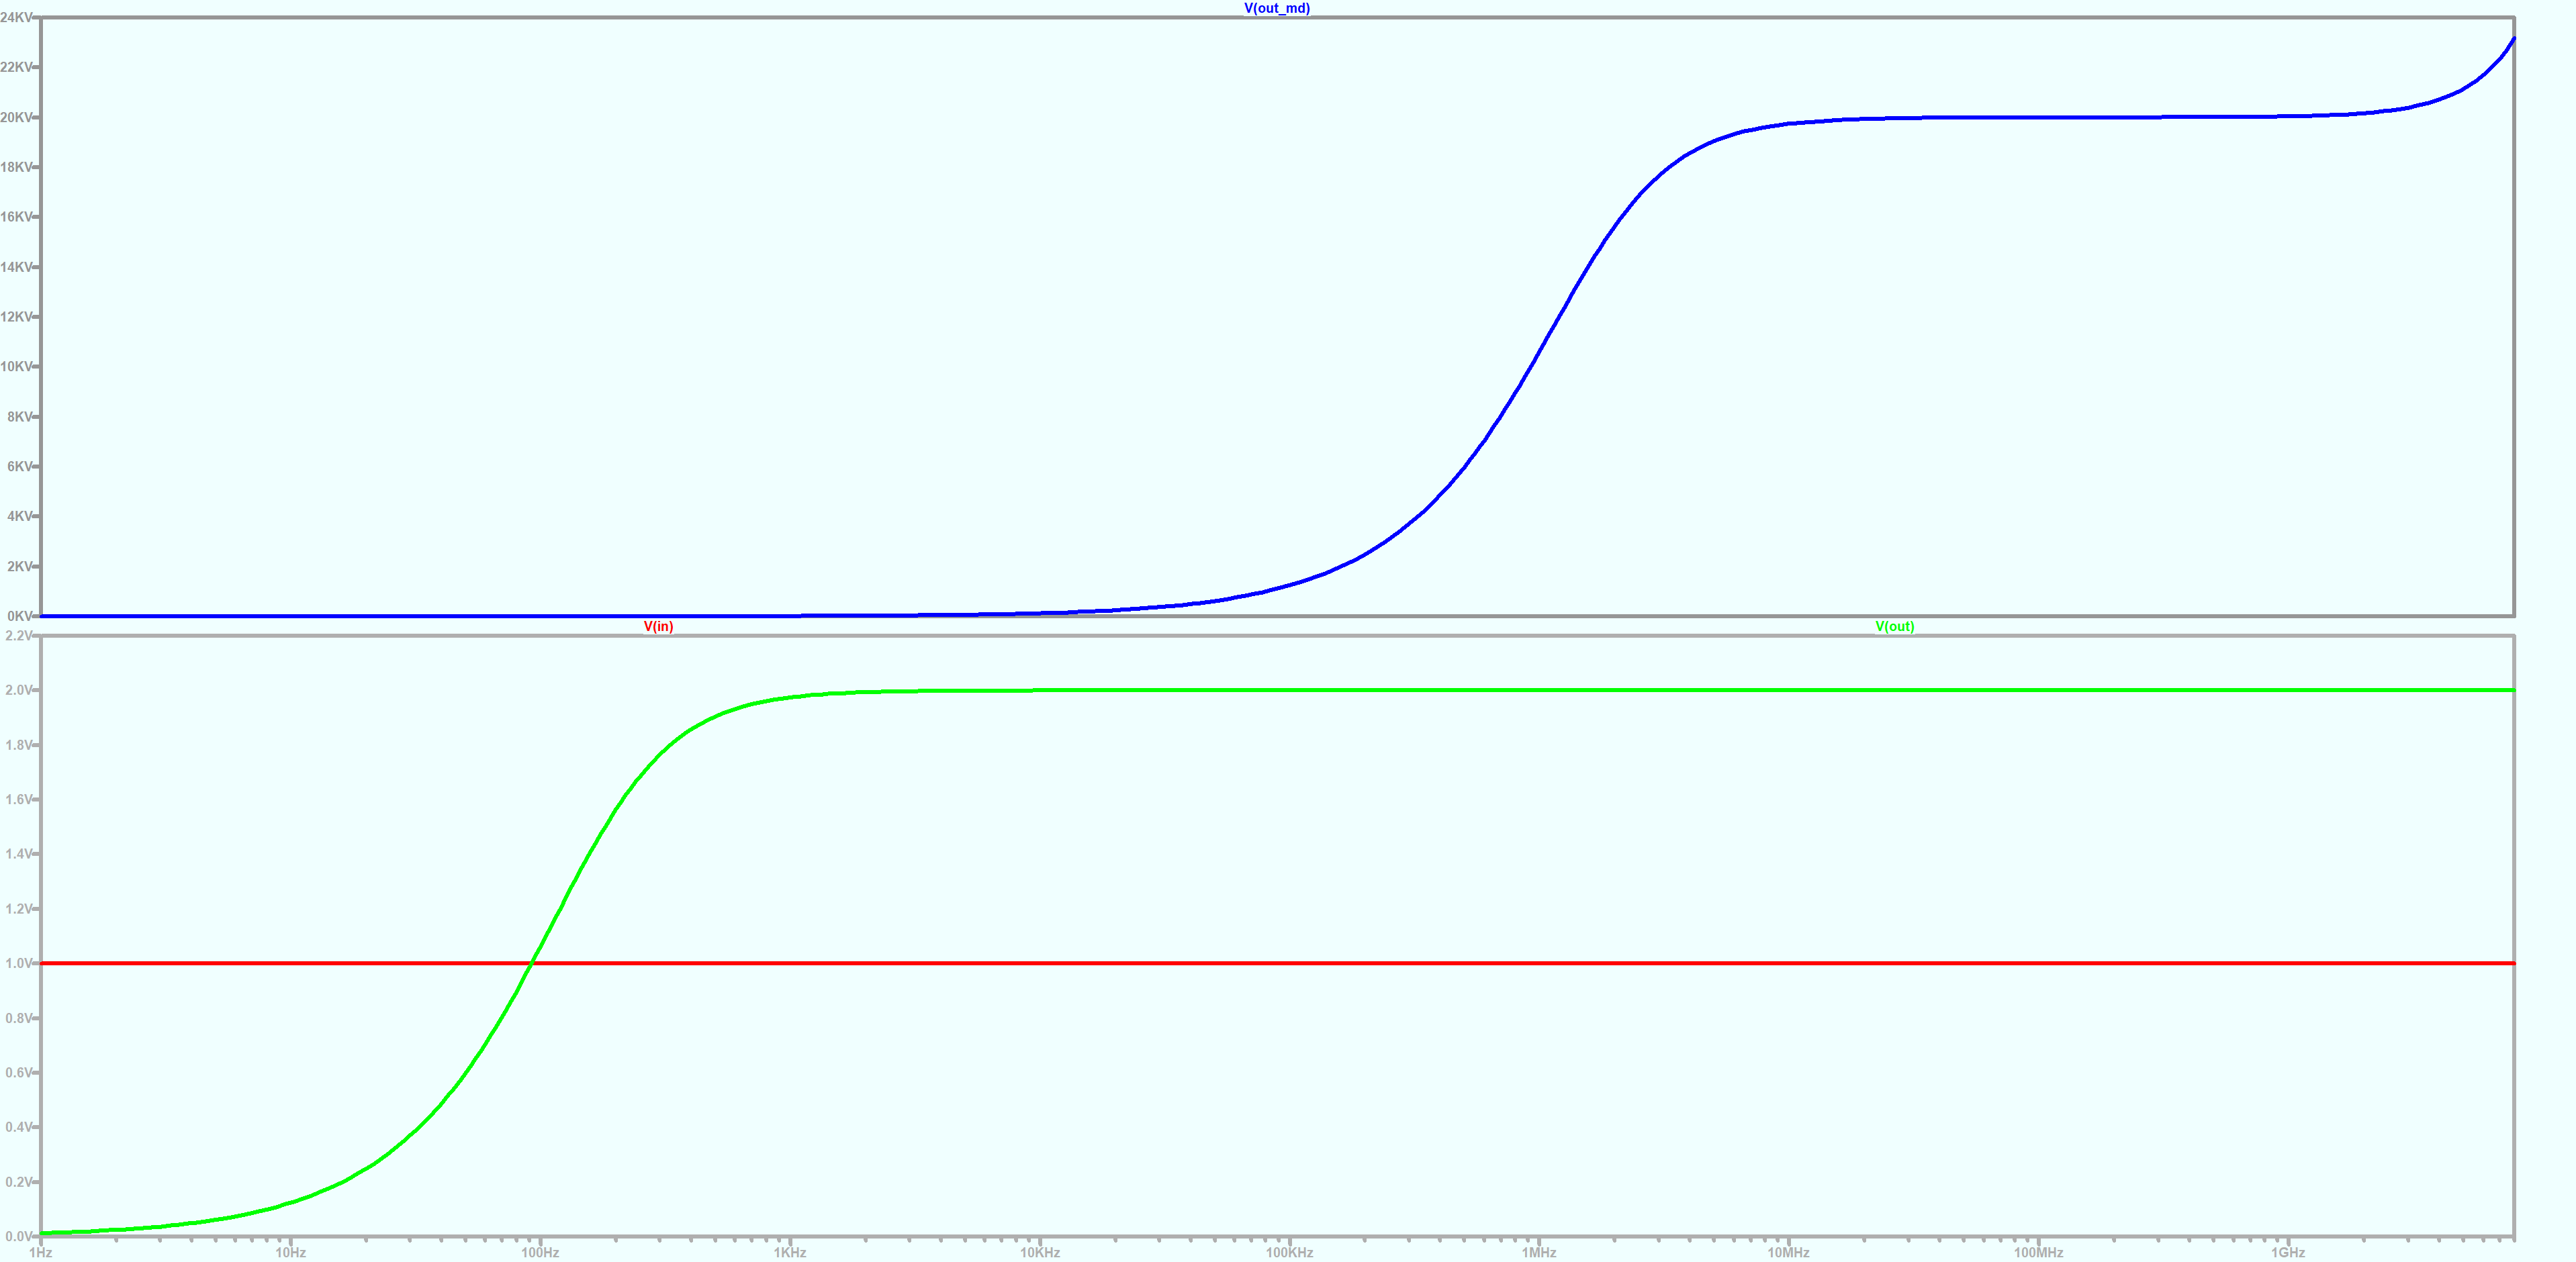 V(out_md)
24KV
22KV
20KV
18KV
16KV
14KV
12KV
10KV
8KV
6KV
4KV
2KV
0KV
V(in) V(out)
2.2V
2.0V
1.8V
1.6V
1.4V
1.2V
1.0V
0.8V
0.6V
0.4V
0.2V
0.0V
1Hz 10Hz 100Hz 1KHz 10KHz 100KHz 1MHz 10MHz 100MHz 1GHz